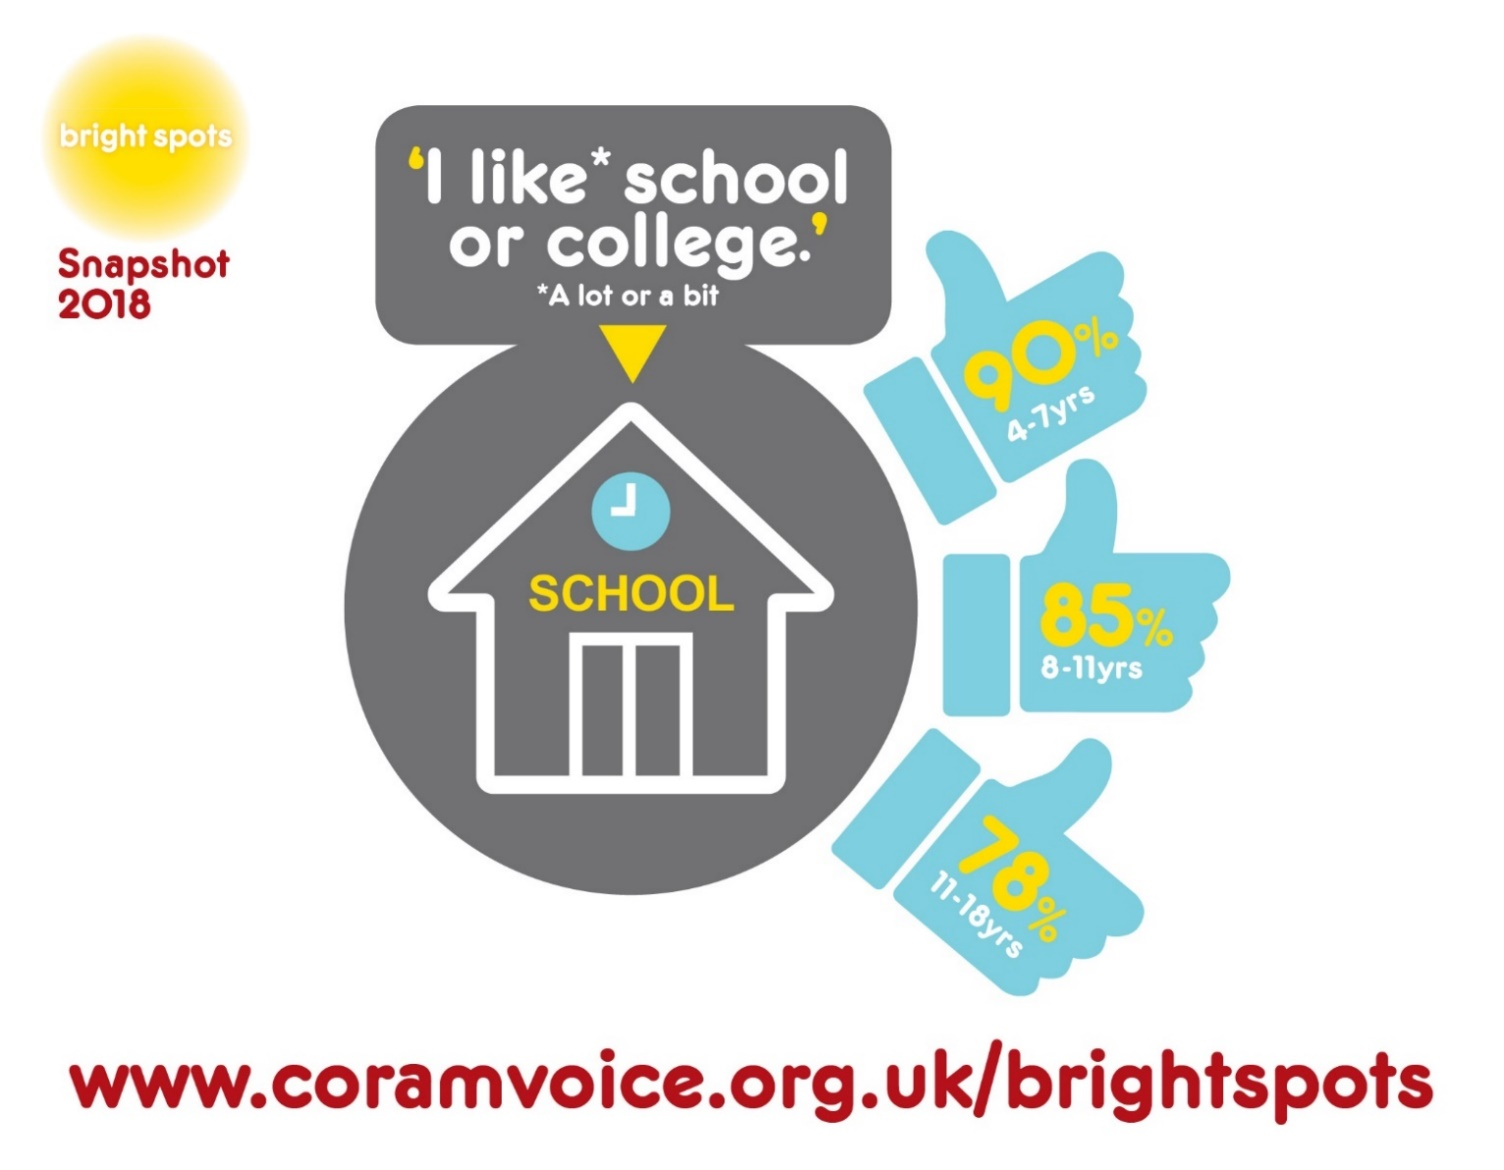 bright spots
Snapshot
2018
‘I like* school
or college.’
*A lot or a bit
SCHOOL
90%
4-7yrs
85%
8-11yrs
78%
11-18yrs
www.coramvoice.org.uk/brightspots